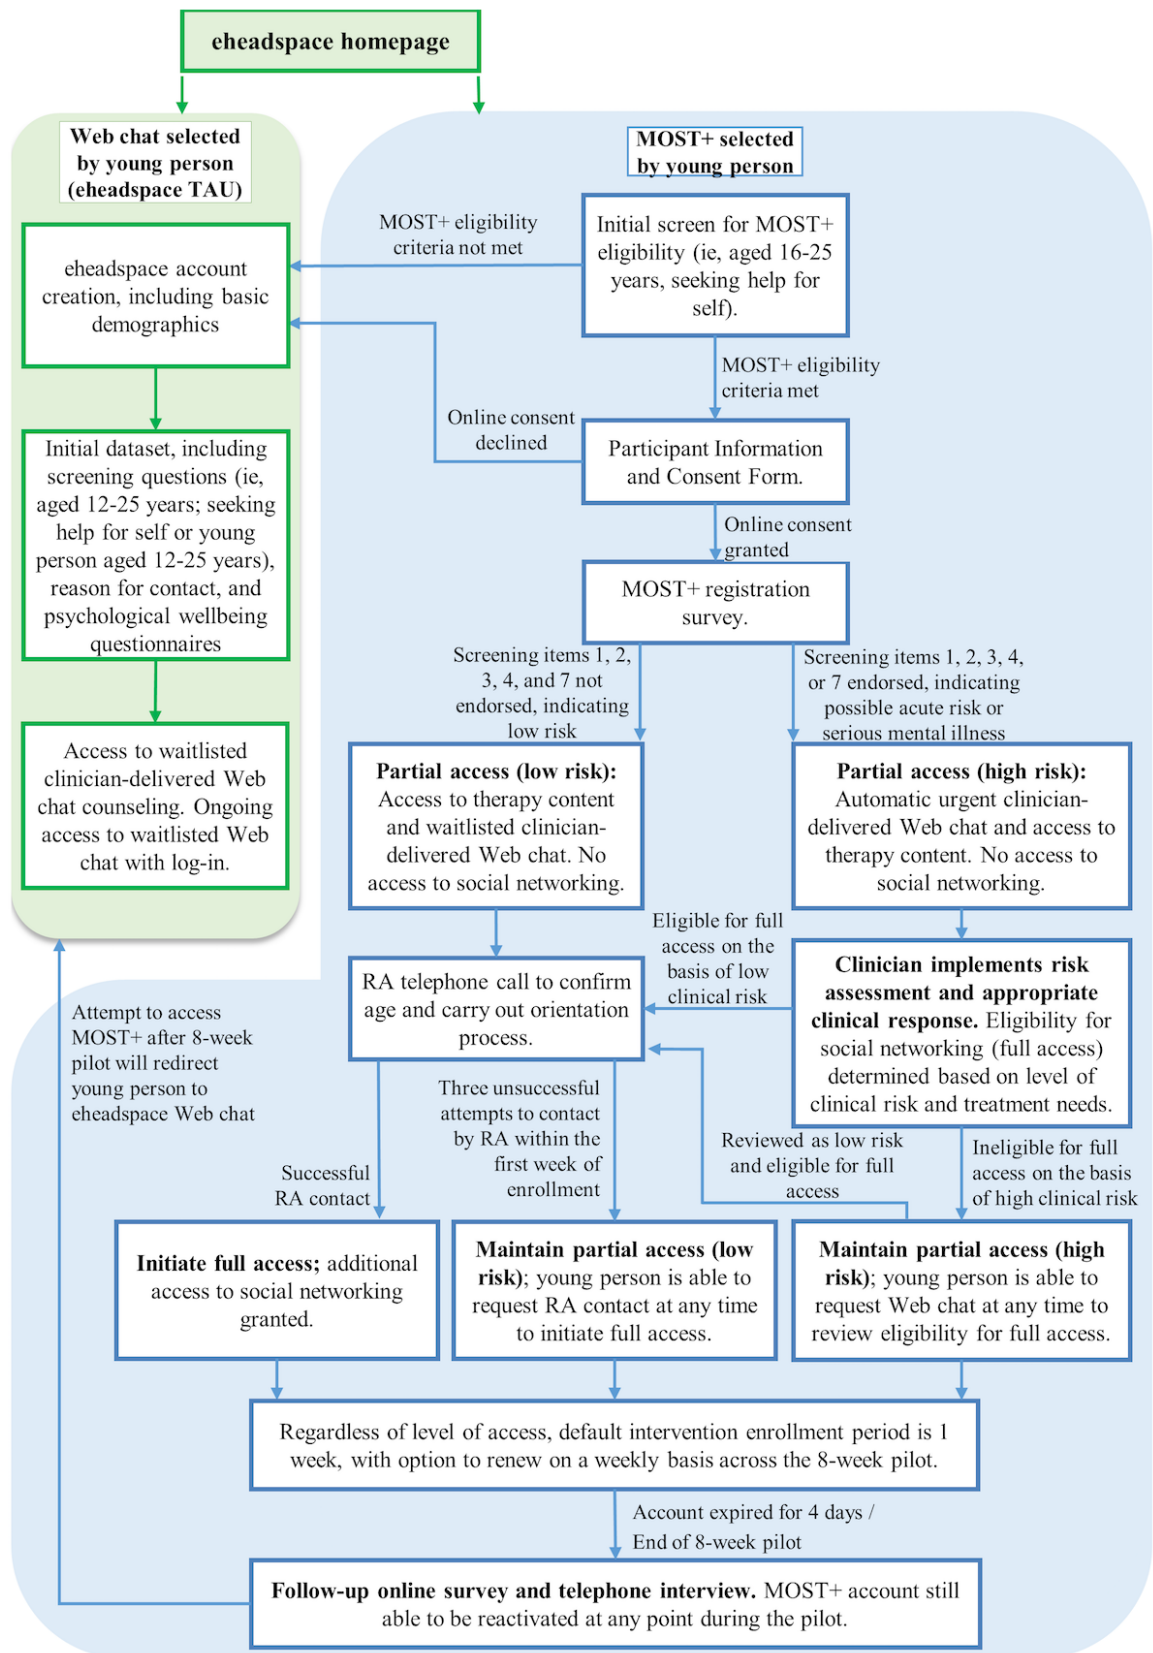 eheadspace homepage
Web chat selected
by young person
(eheadspace TAU)
MOST+ selected
by young person
eheadspace account
creation, including basic
demographics
MOST+ eligibility
criteria not met
Initial screen for MOST+
eligibility (ie, aged 16-25
years, seeking help for
self).
MOST+ eligibility
criteria met
Online consent
declined
Participant Information
and Consent Form.
Initial dataset, including
screening questions (ie,
aged 12-25 years; seeking
help for self or young
person aged 12-25 years),
reason for contact, and
psychological wellbeing
questionnaires
Online consent
granted
MOST+ registration
survey.
Screening items 1, 2,
3, 4, and 7 not
endorsed, indicating
low risk
Screening items 1, 2, 3, 4,
or 7 endorsed, indicating
possible acute risk or
serious mental illness
Access to waitlisted
clinician-delivered Web
chat counseling. Ongoing
access to waitlisted Web
chat with log-in.
Partial access (low risk):
Access to therapy content
and waitlisted clinician-
delivered Web chat. No
access to social networking.
Partial access (high risk):
Automatic urgent clinician-
delivered Web chat and access to
therapy content. No access to
social networking.
Eligible for full
access on the
basis of low
clinical risk
RA telephone call to confirm
age and carry out orientation
process.
Clinician implements risk
assessment and appropriate
clinical response. Eligibility for
social networking (full access)
determined based on level of
clinical risk and treatment needs.
Attempt to access
MOST+ after 8-week
pilot will redirect
young person to
eheadspace Web chat
Successful
RA contact
Three unsuccessful
attempts to contact
by RA within the
first week of
enrollment
Reviewed as low risk
and eligible for full
access
Ineligible for full
access on the basis
of high clinical risk
Initiate full access; additional
access to social networking
granted.
Maintain partial access (low
risk); young person is able to
request RA contact at any time
to initiate full access.
Maintain partial access (high
risk); young person is able to
request Web chat at any time to
review eligibility for full access.
Regardless of level of access, default intervention enrollment period is 1
week, with option to renew on a weekly basis across the 8-week pilot.
Account expired for 4 days /
End of 8-week pilot
Follow-up online survey and telephone interview. MOST+ account still
able to be reactivated at any point during the pilot.